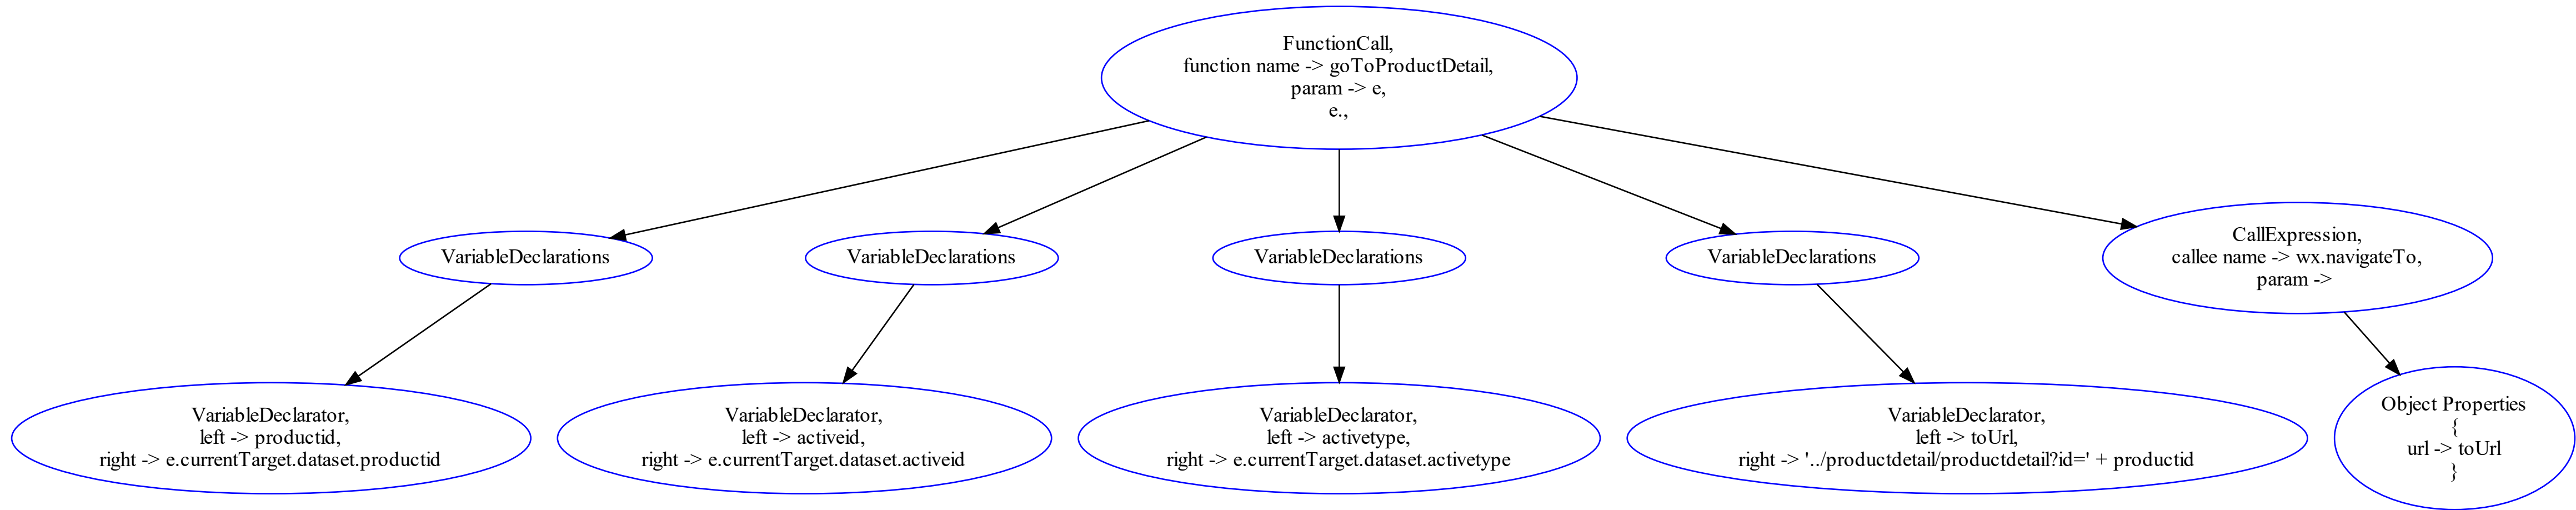 FunctionCall,
function name -> goToProductDetail,
param -> e,
e.,
VariableDeclarations
VariableDeclarations
VariableDeclarations
VariableDeclarations
CallExpression,
callee name -> wx.navigateTo,
param ->
VariableDeclarator,
left -> productid,
right -> e.currentTarget.dataset.productid
VariableDeclarator,
left -> activeid,
right -> e.currentTarget.dataset.activeid
VariableDeclarator,
left -> activetype,
right -> e.currentTarget.dataset.activetype
VariableDeclarator,
left -> toUrl,
right -> '../productdetail/productdetail?id=' + productid
Object Properties
{
url -> toUrl
}